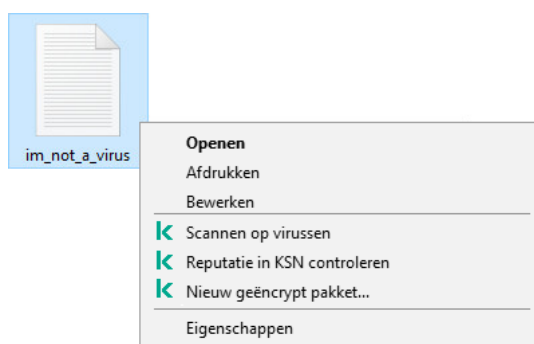 im_not_a_virus
Openen
Afdrukken
Bewerken
Scannen op virussen
Reputatie in KSN controleren
Nieuw geëncrypt pakket...
Eigenschappen